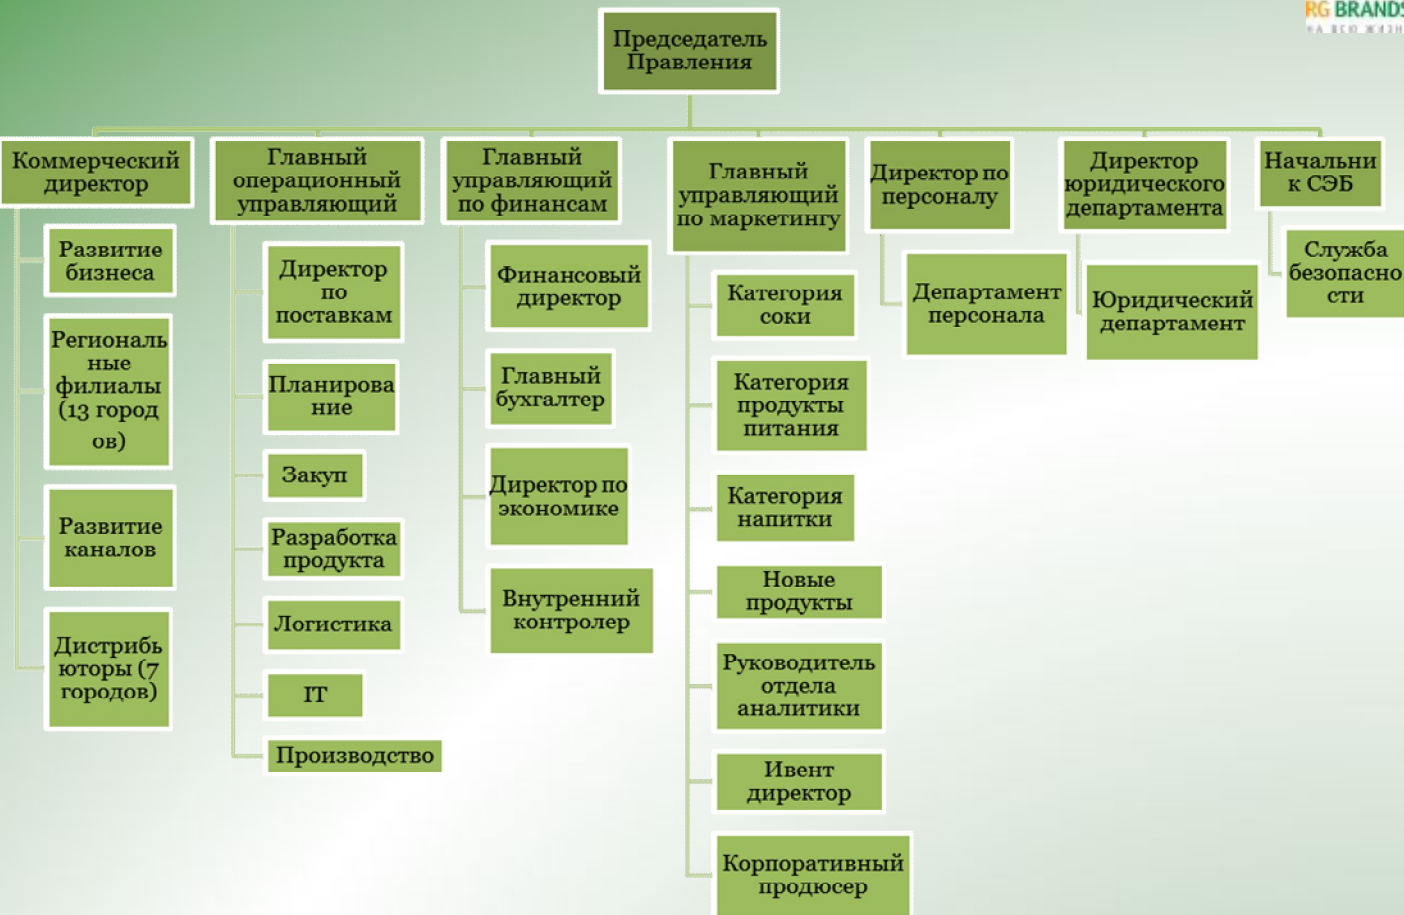 RG BRANDS
НА ВСЮ ЖИЗН
Председатель
Правления
Коммерческий
директор
Развитие
бизнеса
Региональ
ные
филиалы
(13 город
ов)
Развитие
каналов
Дистрибь
юторы (7
городов)
Главный
операционный
управляющий
Директор
по
поставкам
Планирова
ние
Закуп
Разработка
продукта
Логистика
IT
Производство
Главный
управляющий
по финансам
Финансовый
директор
Главный
бухгалтер
Директор по
экономике
Внутренний
контролер
Главный
управляющий
по маркетингу
Категория
соки
Категория
продукты
питания
Категория
напитки
Новые
продукты
Руководитель
отдела
аналитики
Ивент
директор
Корпоративный
продюсер
Директор по
персоналу
Департамент
персонала
Директор
юридического
департамента
Юридический
департамент
Начальни
к СЭБ
Служба
безопасно
сти